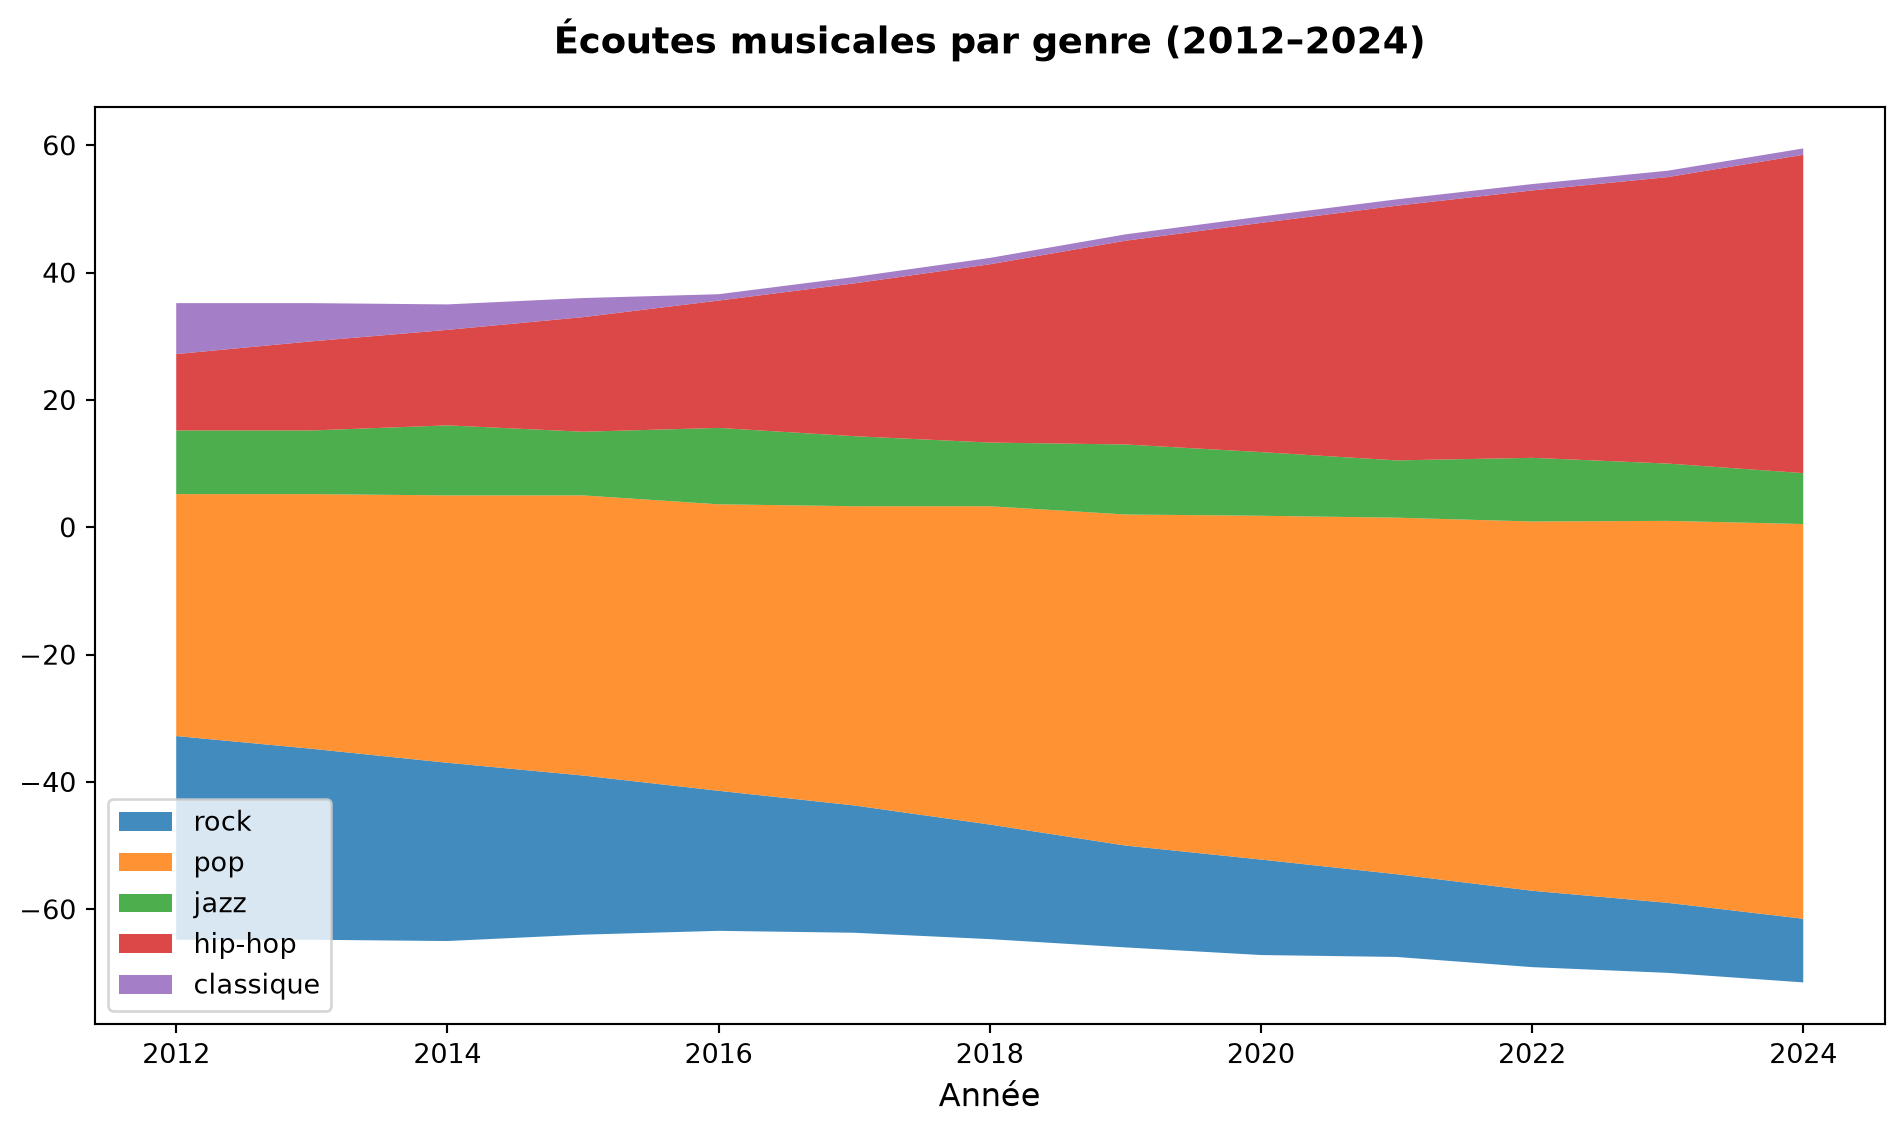 Écoutes musicales par genre (2012–2024)
60
40
20
0
−20
−40
−60
rock
pop
jazz
hip-hop
classique
2012 2014 2016 2018 2020 2022 2024
Année